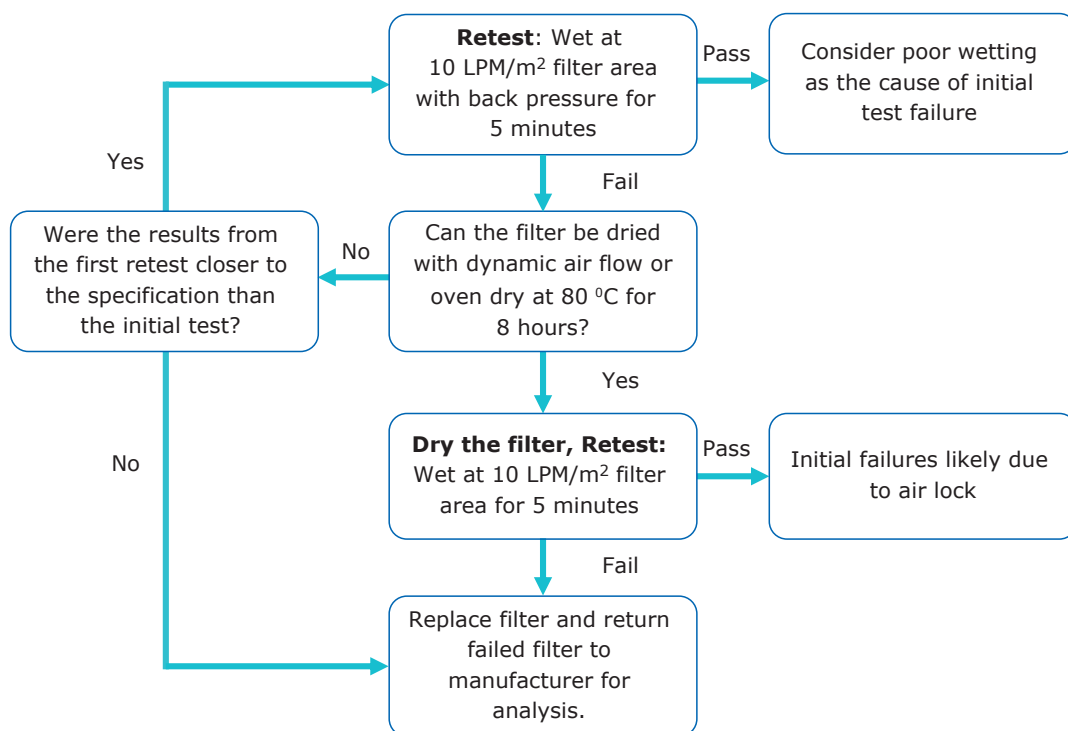 Retest: Wet at
10 LPM/m² filter area
with back pressure for
5 minutes
Pass
Consider poor wetting
as the cause of initial
test failure
Yes
Fail
Were the results from
the first retest closer to
the specification than
the initial test?
No
Can the filter be dried
with dynamic air flow or
oven dry at 80 ⁰C for
8 hours?
Yes
No
Dry the filter, Retest:
Wet at 10 LPM/m² filter
area for 5 minutes
Pass
Initial failures likely due
to air lock
Fail
Replace filter and return
failed filter to
manufacturer for
analysis.